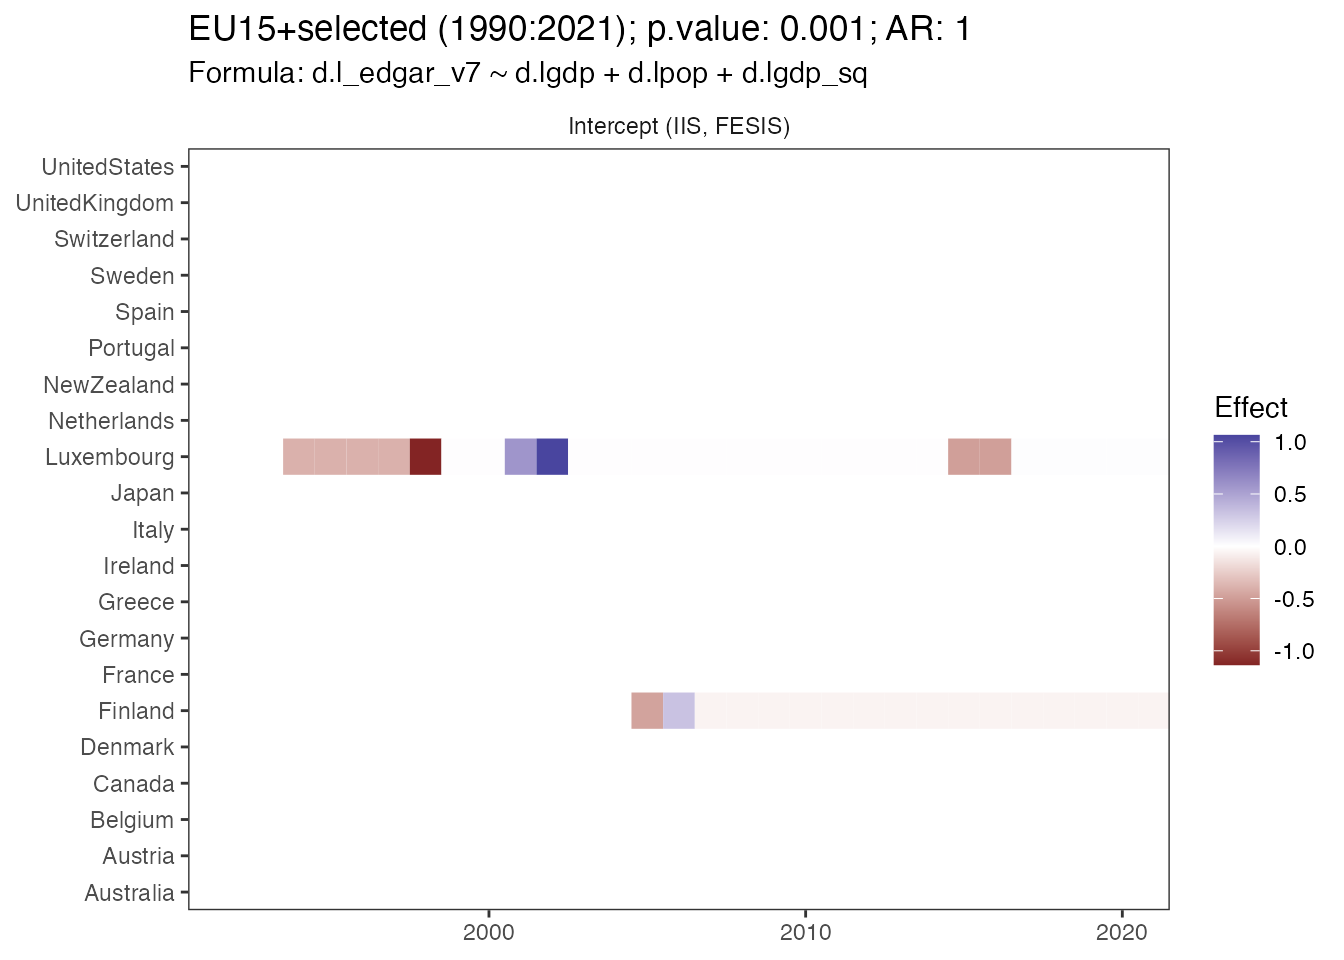 EU15+selected (1990:2021); p.value: 0.001; AR: 1
Formula: d.l_edgar_v7 ~ d.lgdp + d.lpop + d.lgdp_sq
Intercept (IIS, FESIS)
UnitedStates
UnitedKingdom
Switzerland
Sweden
Spain
Portugal
NewZealand
Netherlands
Luxembourg
Japan
Italy
Ireland
Greece
Germany
France
Finland
Denmark
Canada
Belgium
Austria
Australia
2000
2010
2020
Effect
1.0
0.5
0.0
-0.5
-1.0